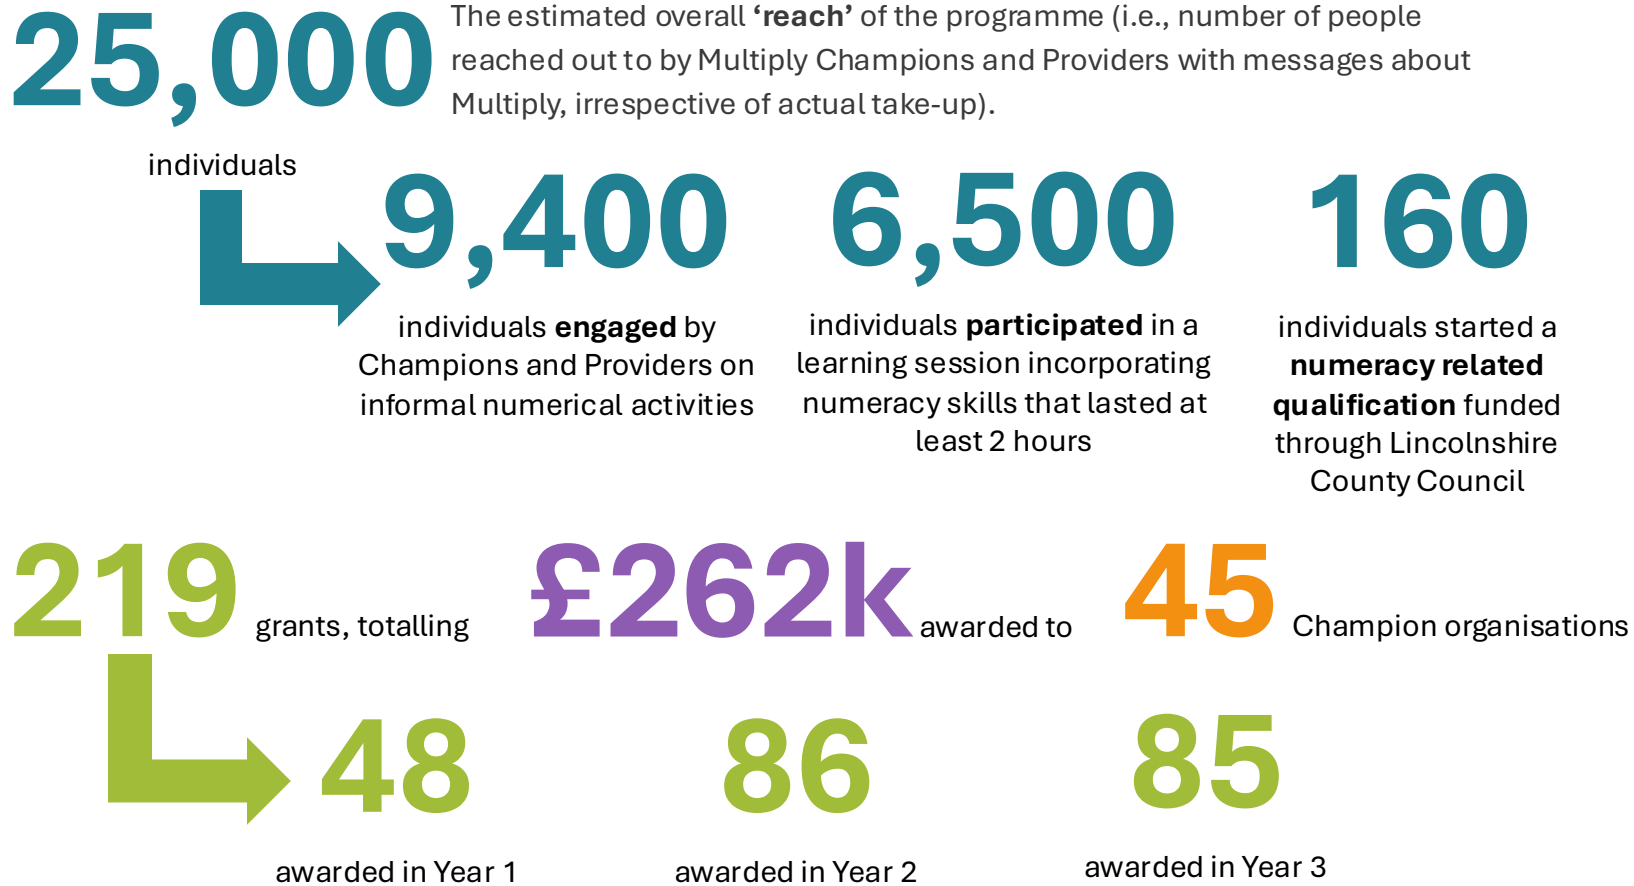 25,000
The estimated overall ‘reach’ of the programme (i.e., number of people
reached out to by Multiply Champions and Providers with messages about
Multiply, irrespective of actual take-up).
individuals
9,400
individuals engaged by
Champions and Providers on
informal numerical activities
6,500
individuals participated in a
learning session incorporating
numeracy skills that lasted at
least 2 hours
160
individuals started a
numeracy related
qualification funded
through Lincolnshire
County Council
219 grants, totalling £262k awarded to 45 Champion organisations
48
awarded in Year 1
86
awarded in Year 2
85
awarded in Year 3